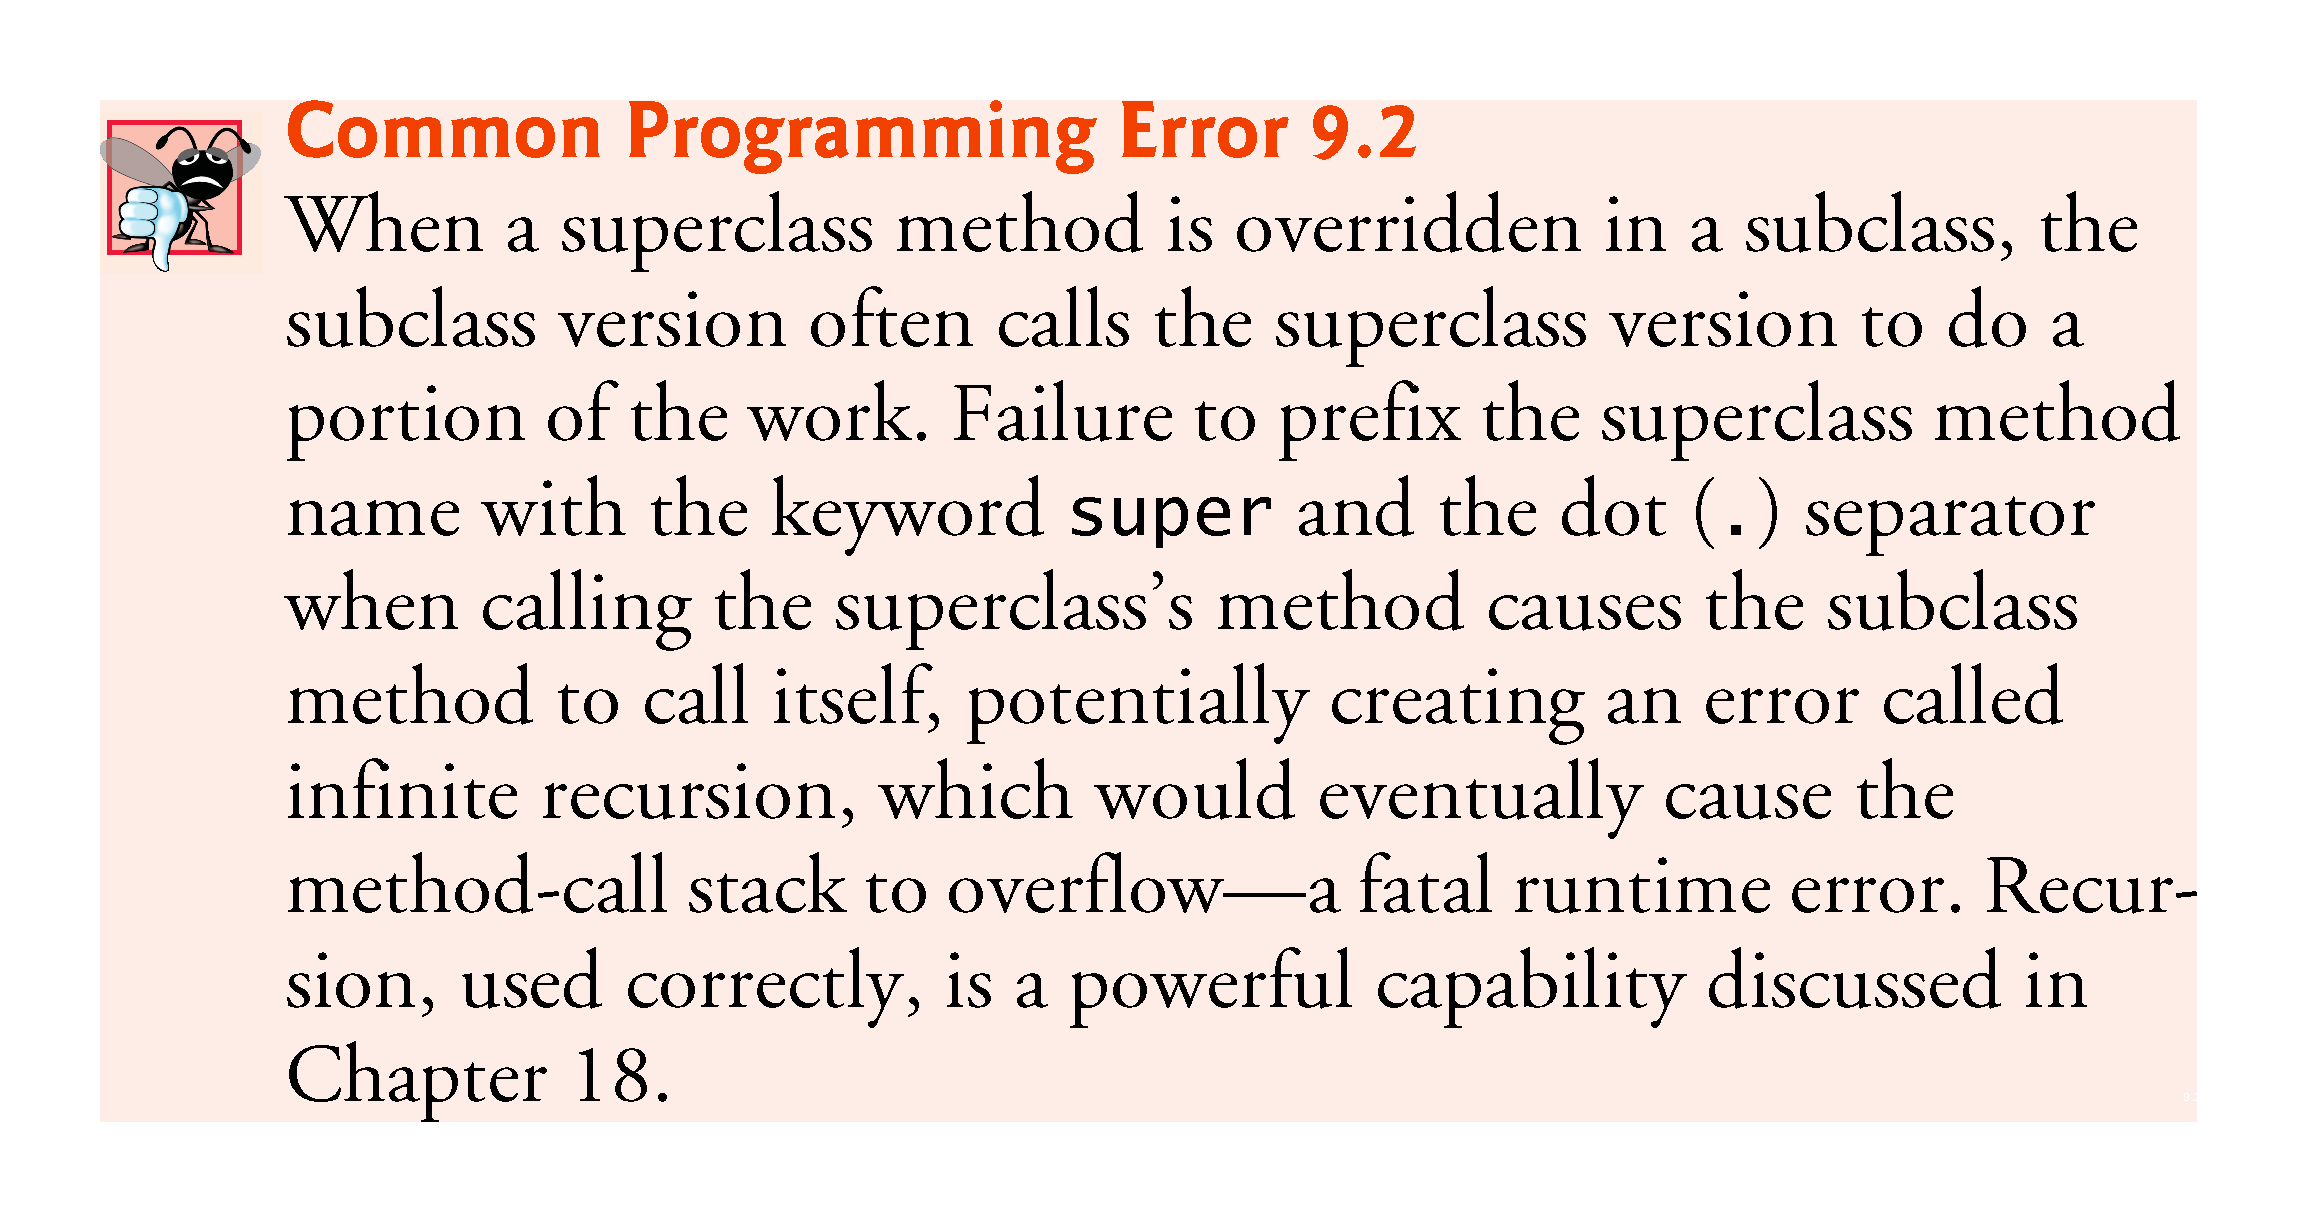 Common Programming Error 9.2
When a superclass method is overridden in a subclass, the
subclass version often calls the superclass version to do a
portion of the work. Failure to prefix the superclass method
name with the keyword super and the dot (.) separator
when calling the superclass’s method causes the subclass
method to call itself, potentially creating an error called
infinite recursion, which would eventually cause the
method-call stack to overflow—a fatal runtime error. Recur-
sion, used correctly, is a powerful capability discussed in
Chapter 18.